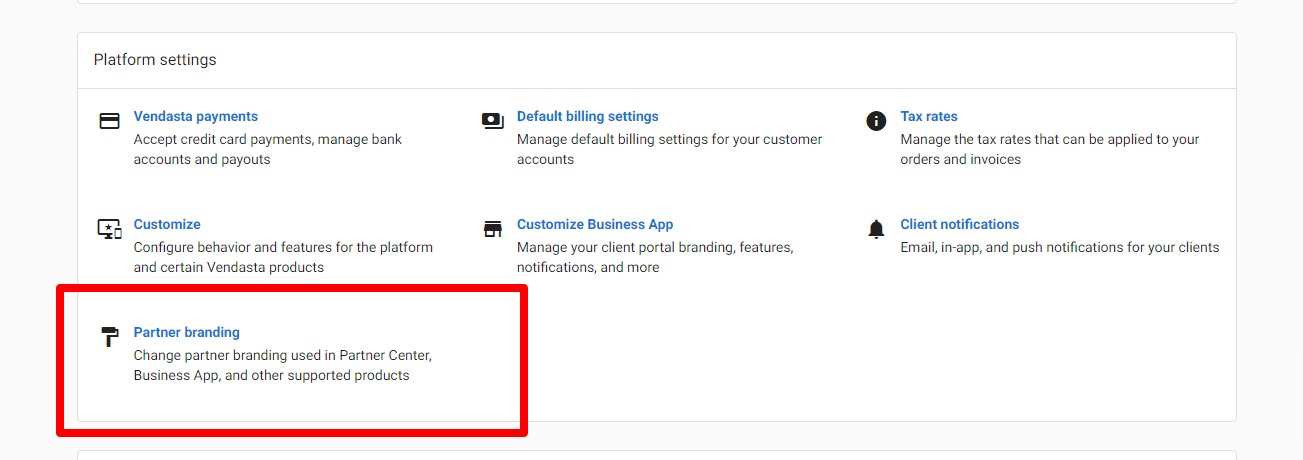 Platform settings
Vendasta payments
Accept credit card payments, manage bank
accounts and payouts
Default billing settings
Manage default billing settings for your customer
accounts
Tax rates
Manage the tax rates that can be applied to your
orders and invoices
Customize
Configure behavior and features for the platform
and certain Vendasta products
Customize Business App
Manage your client portal branding, features,
notifications, and more
Client notifications
Email, in-app, and push notifications for your clients
Partner branding
Change partner branding used in Partner Center,
Business App, and other supported products